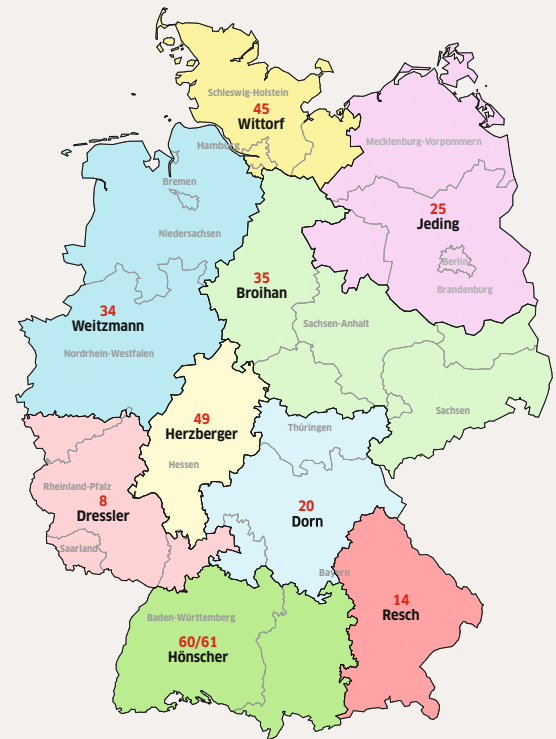 Schleswig-Holstein
45
Wittorf
Hamburg
Mecklenburg-Vorpommern
Bremen
25
Jeding
Niedersachsen
Berlin
35
Broihan
Brandenburg
34
Weitzmann
Sachsen-Anhalt
Nordrhein-Westfalen
Sachsen
49
Herzberger
Thüringen
Hessen
Rheinland-Pfalz
8
Dressler
20
Dorn
Saarland
Bayern
14
Resch
Baden-Württemberg
60/61
Hönscher